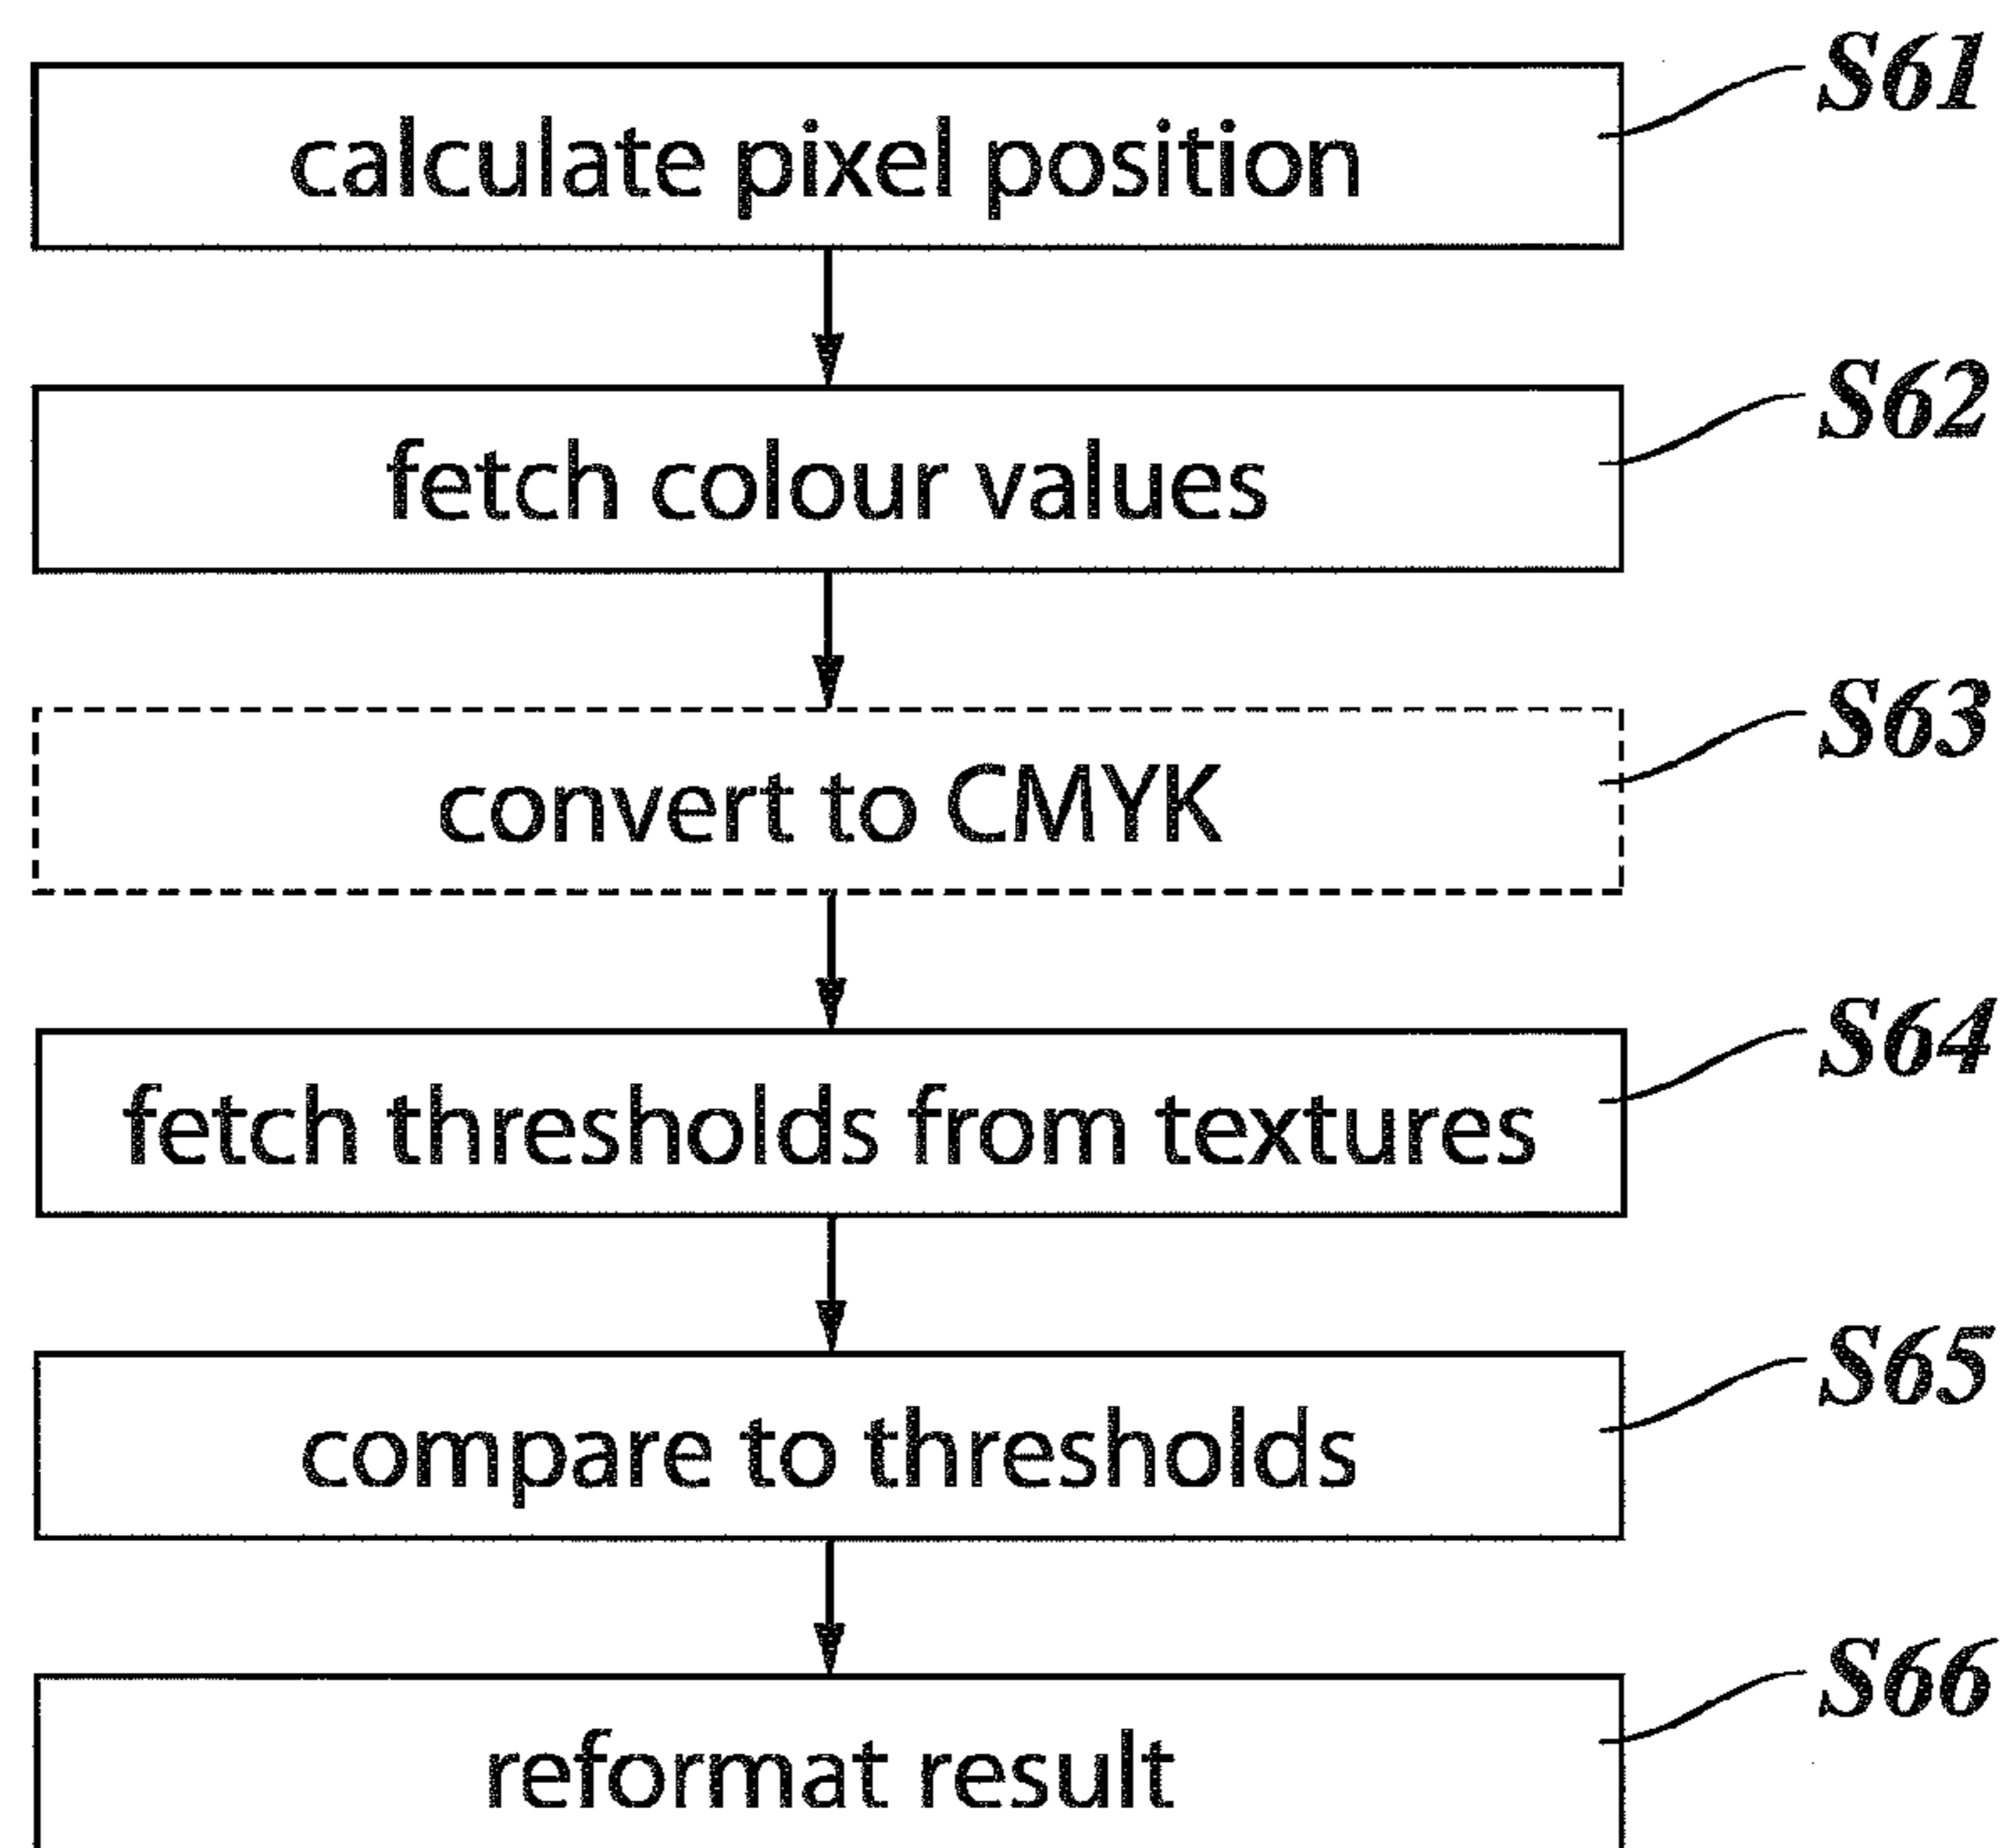 S61
calculate pixel position
S62
fetch colour values
S63
convert to CMYK
S64
fetch thresholds from textures
S65
compare to thresholds
S66
reformat result